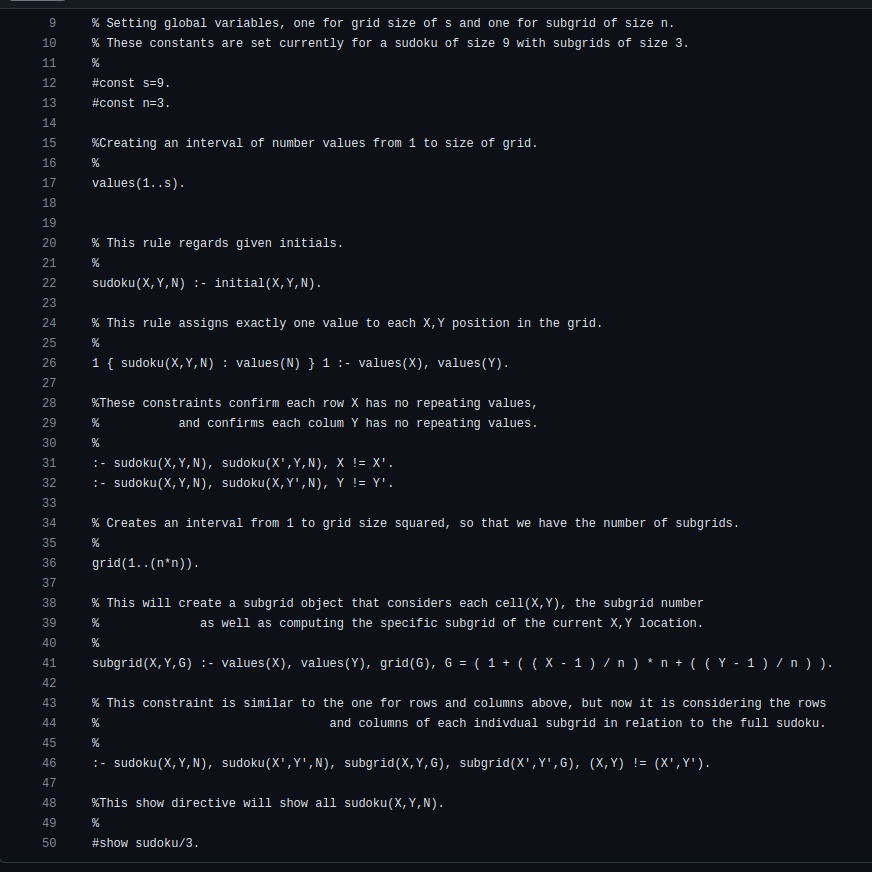 9 % Setting global variables, one for grid size of s and one for subgrid of size n.
10 % These constants are set currently for a sudoku of size 9 with subgrids of size 3.
11 %
12 #const s=9.
13 #const n=3.
14
15 %Creating an interval of number values from 1 to size of grid.
16 %
17 values(1..s).
18
19
20 % This rule regards given initials.
21 %
22 sudoku(X,Y,N) :- initial(X,Y,N).
23
24 % This rule assigns exactly one value to each X,Y position in the grid.
25 %
26 1 { sudoku(X,Y,N) : values(N) } 1 :- values(X), values(Y).
27
28 %These constraints confirm each row X has no repeating values,
29 %           and confirms each colum Y has no repeating values.
30 %
31 :- sudoku(X,Y,N), sudoku(X',Y,N), X != X'.
32 :- sudoku(X,Y,N), sudoku(X,Y',N), Y != Y'.
33
34 % Creates an interval from 1 to grid size squared, so that we have the number of subgrids.
35 %
36 grid(1..(n*n)).
37
38 % This will create a subgrid object that considers each cell(X,Y), the subgrid number
39 %              as well as computing the specific subgrid of the current X,Y location.
40 %
41 subgrid(X,Y,G) :- values(X), values(Y), grid(G), G = ( 1 + ( ( X - 1 ) / n ) * n + ( ( Y - 1 ) / n ) ).
42
43 % This constraint is similar to the one for rows and columns above, but now it is considering the rows
44 %                                and columns of each indivdual subgrid in relation to the full sudoku.
45 %
46 :- sudoku(X,Y,N), sudoku(X',Y',N), subgrid(X,Y,G), subgrid(X',Y',G), (X,Y) != (X',Y').
47
48 %This show directive will show all sudoku(X,Y,N).
49 %
50 #show sudoku/3.